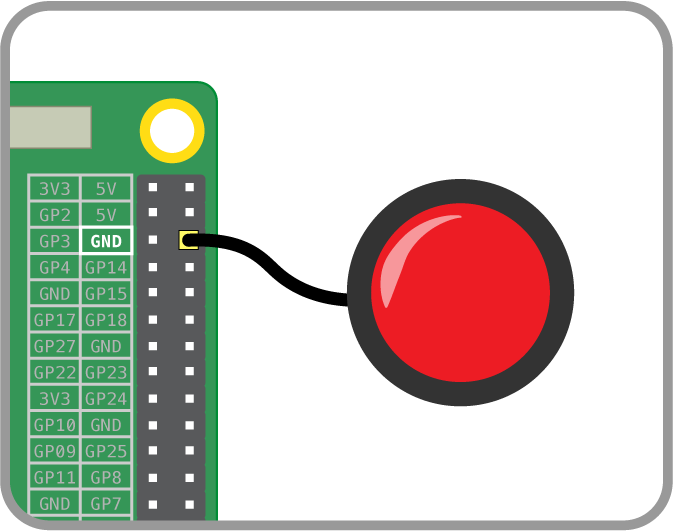 3V3 5V
GP2 5V
GP3 GND
GP4 GP14
GND GP15
GP17 GP18
GP27 GND
GP22 GP23
3V3 GP24
GP10 GND
GP09 GP25
GP11 GP8
GND GP7